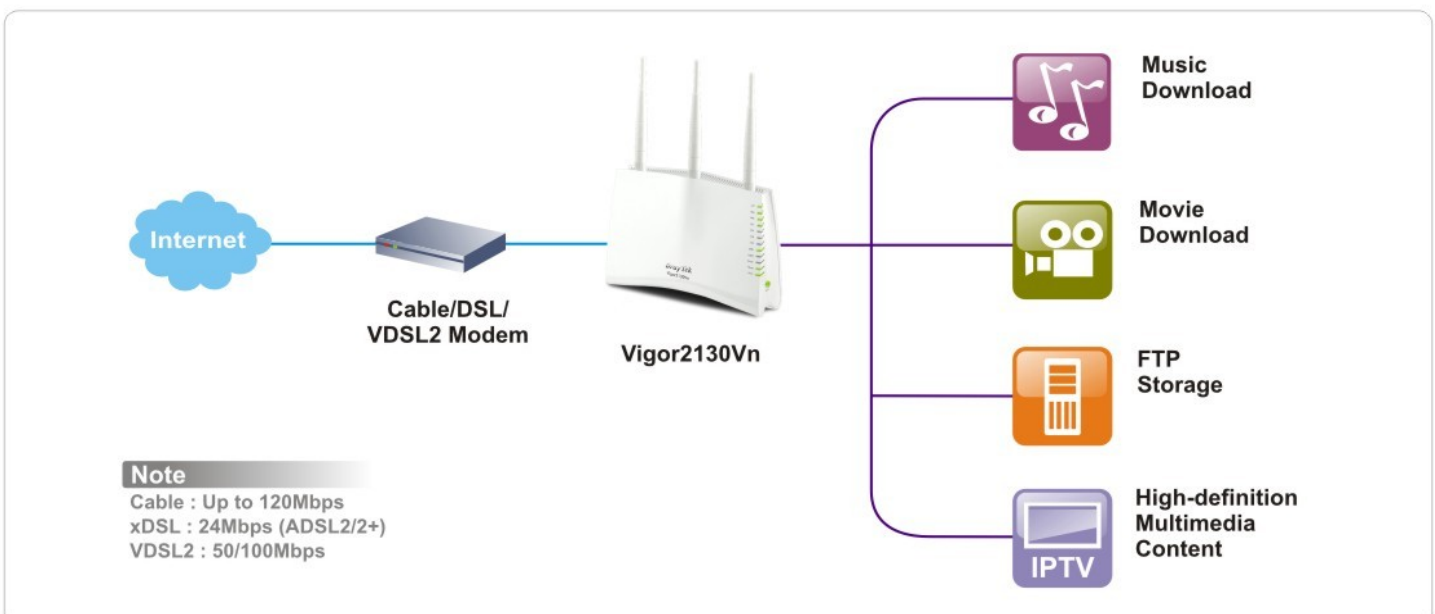 Music
Download
Movie
Download
Internet
Cable/DSL/
VDSL2 Modem
Vigor2130Vn
FTP
Storage
High-definition
Multimedia
Content
IPTV
Note
Cable : Up to 120Mbps
xDSL : 24Mbps (ADSL2/2+)
VDSL2 : 50/100Mbps